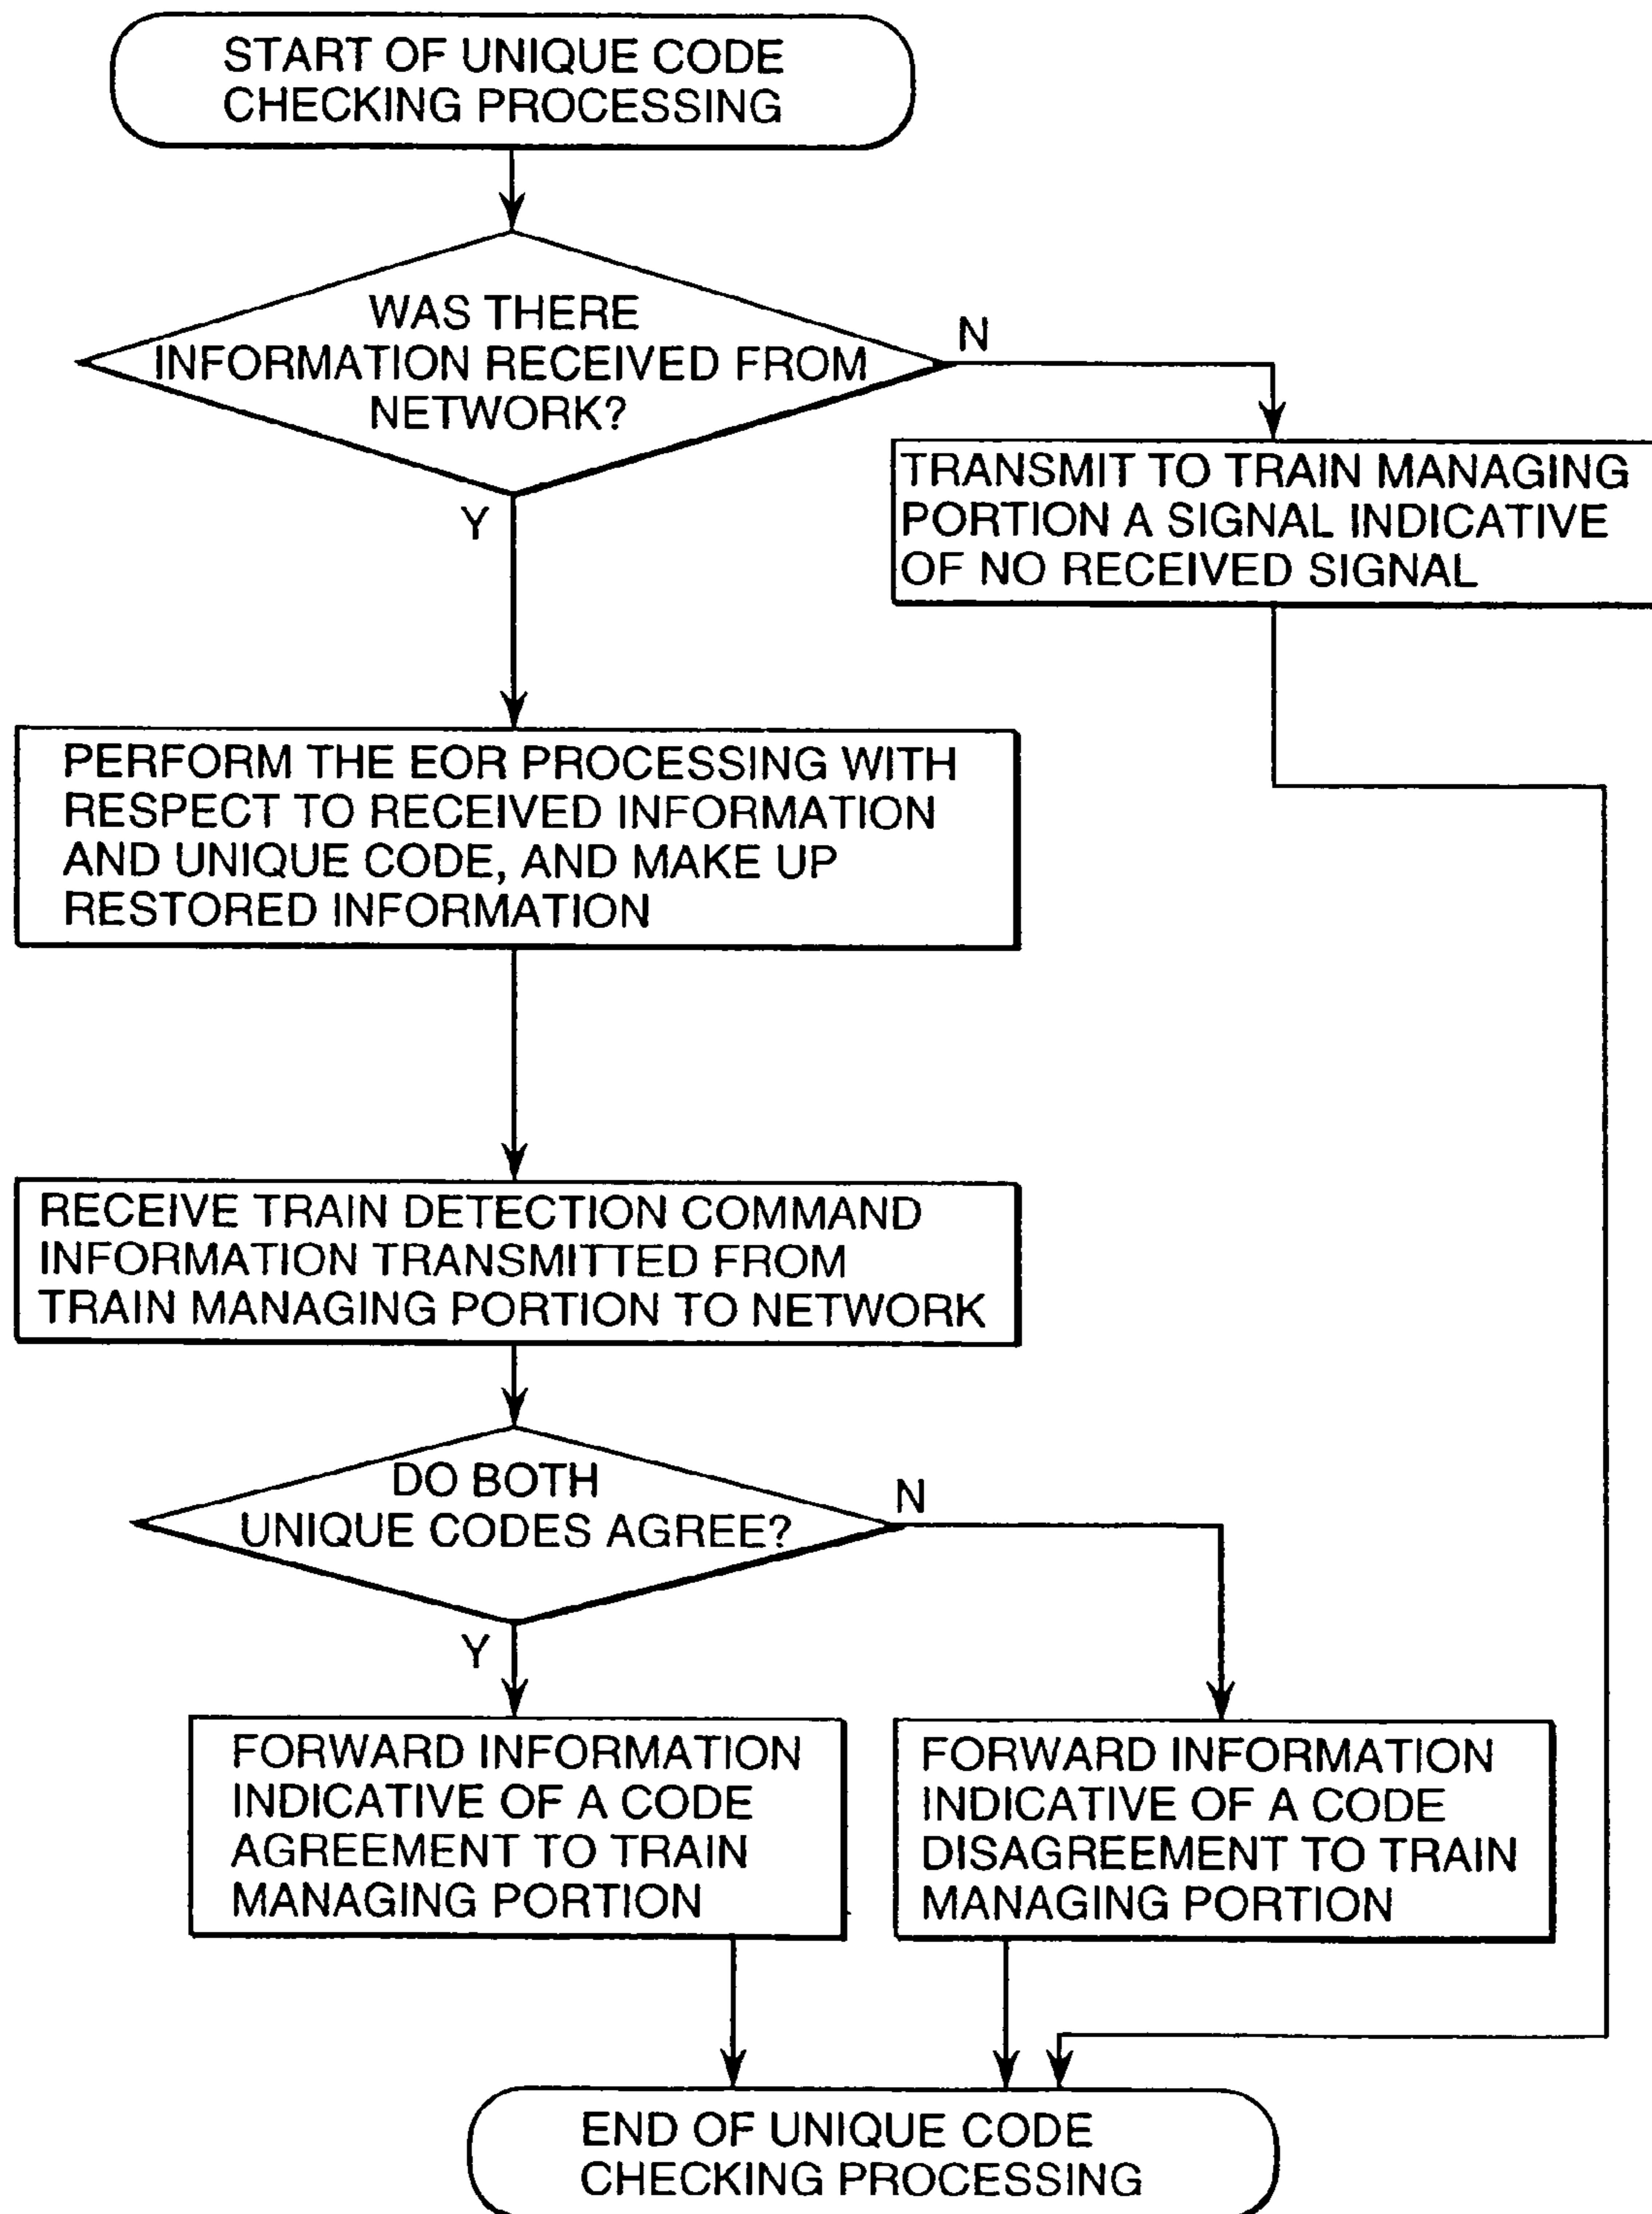 START OF UNIQUE CODE
CHECKING PROCESSING
WAS THERE
INFORMATION RECEIVED FROM
NETWORK?
N
Y
TRANSMIT TO TRAIN MANAGING
PORTION A SIGNAL INDICATIVE
OF NO RECEIVED SIGNAL
PERFORM THE EOR PROCESSING WITH
RESPECT TO RECEIVED INFORMATION
AND UNIQUE CODE, AND MAKE UP
RESTORED INFORMATION
RECEIVE TRAIN DETECTION COMMAND
INFORMATION TRANSMITTED FROM
TRAIN MANAGING PORTION TO NETWORK
DO BOTH
UNIQUE CODES AGREE?
N
Y
FORWARD INFORMATION
INDICATIVE OF A CODE
AGREEMENT TO TRAIN
MANAGING PORTION
FORWARD INFORMATION
INDICATIVE OF A CODE
DISAGREEMENT TO TRAIN
MANAGING PORTION
END OF UNIQUE CODE
CHECKING PROCESSING